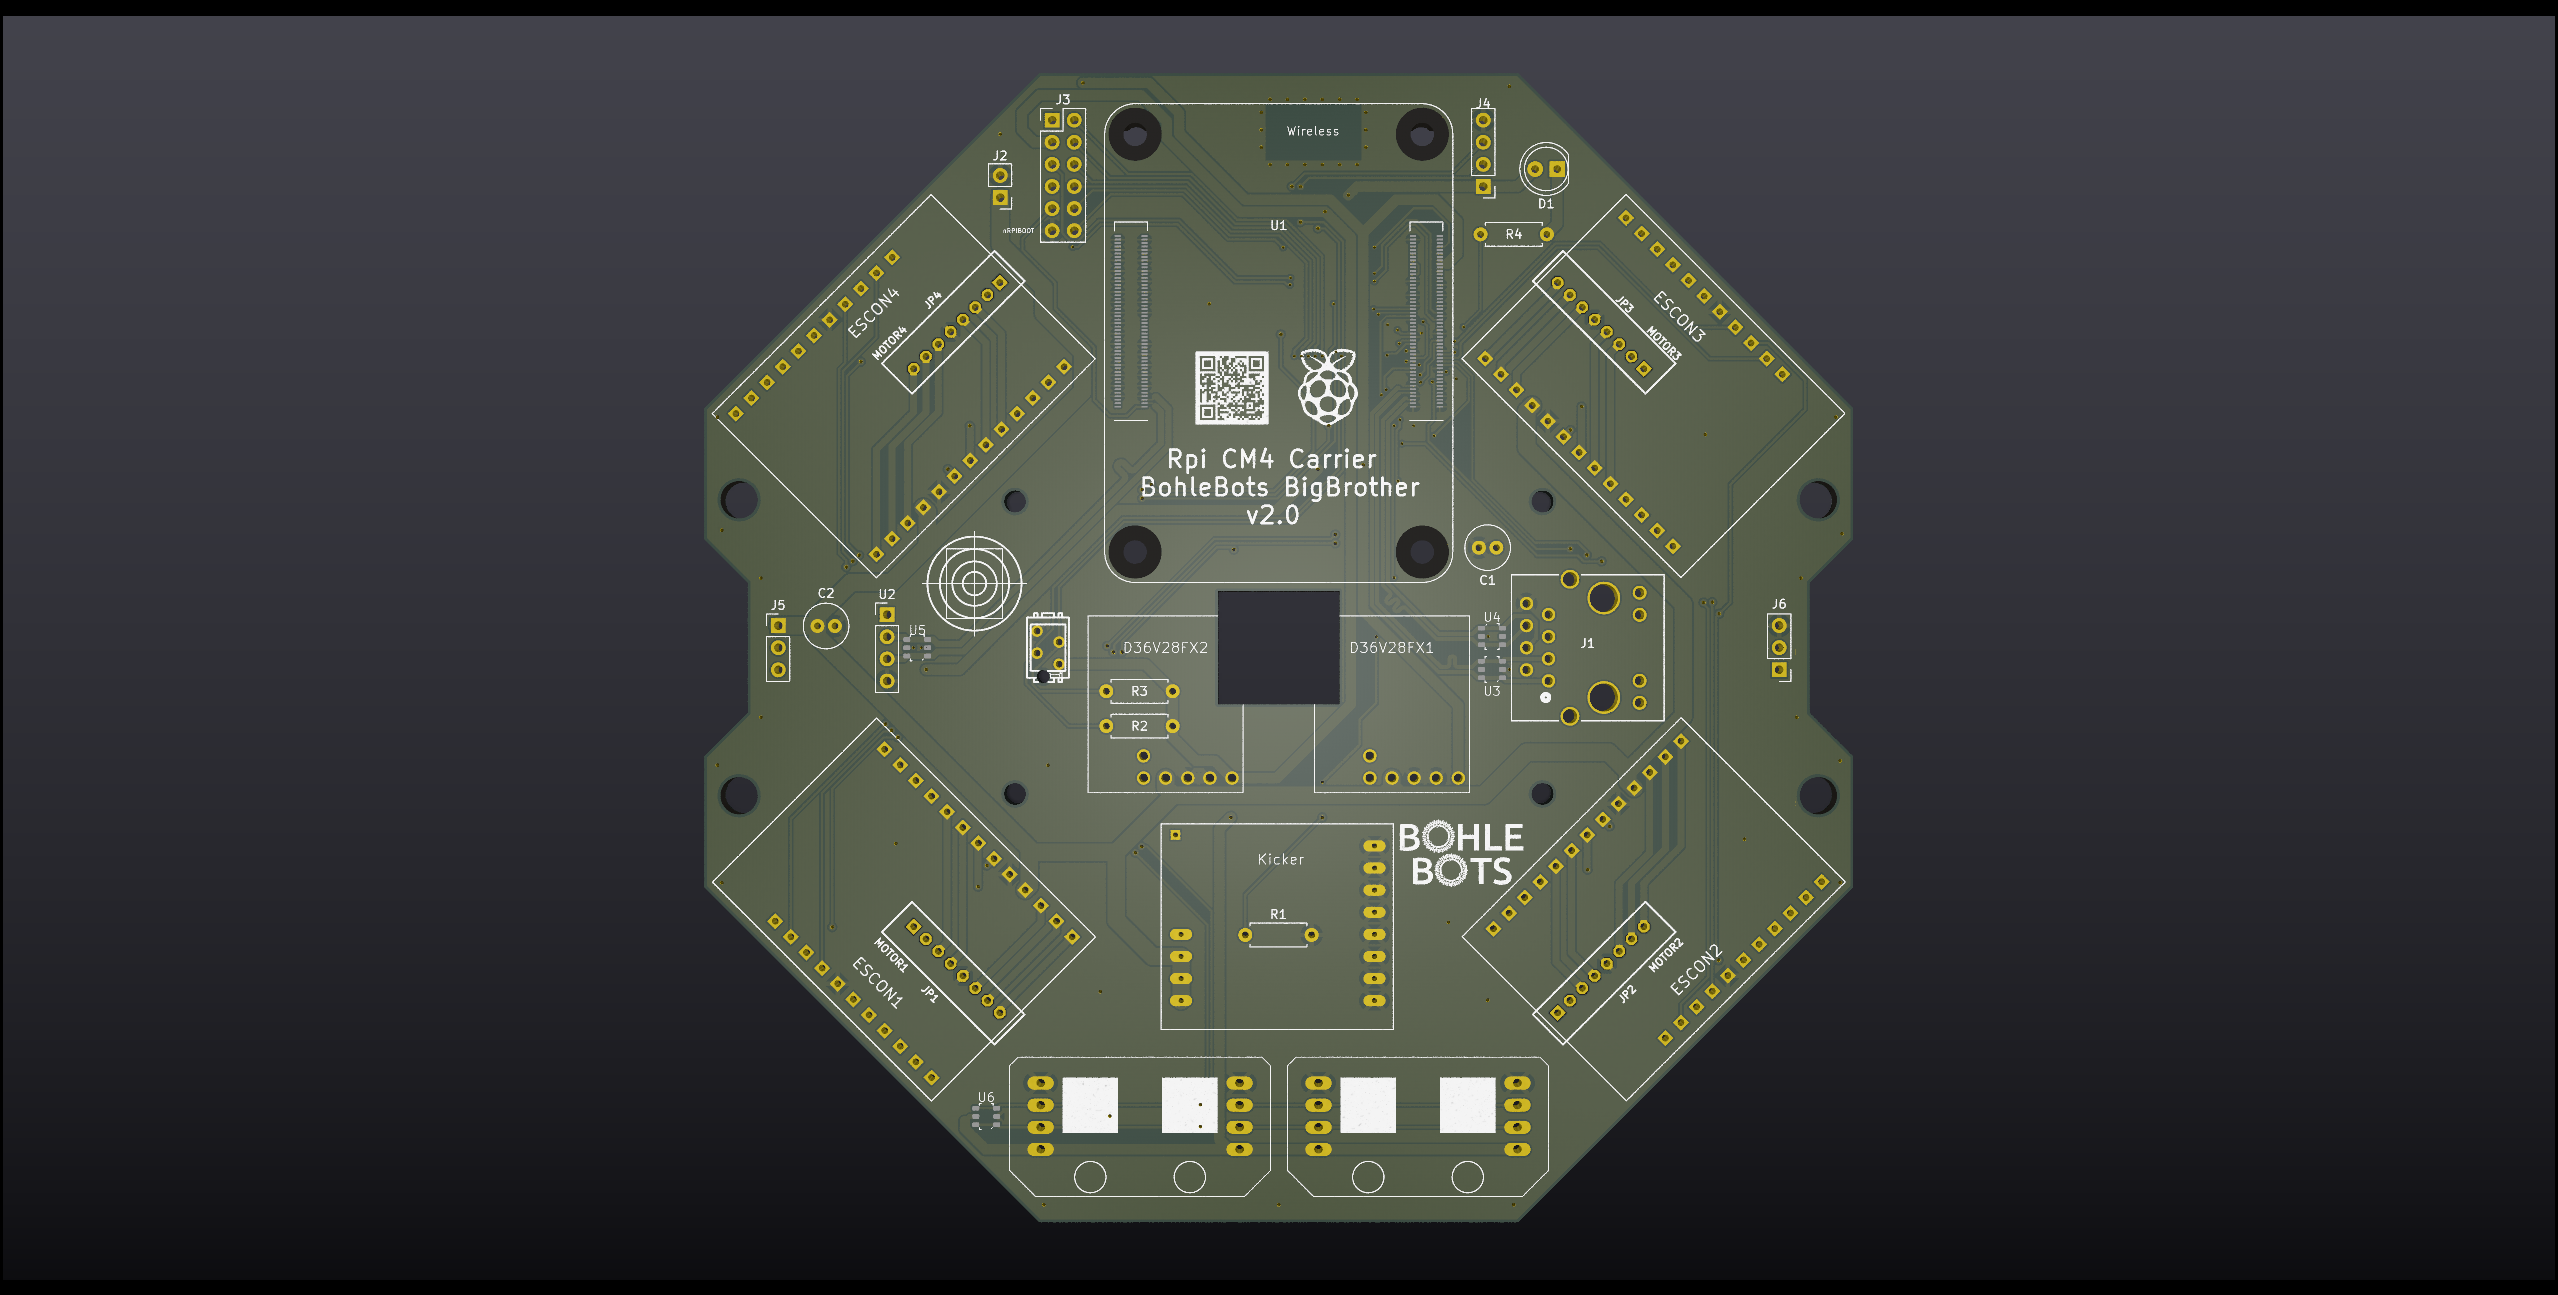 J3
J4
Wireless
J2
D1
nRPIBOOT
U1
R4
ESCON4
JP4
MOTOR4
JP3
ESCON3
MOTOR3
Rpi CM4 Carrier
BohleBots BigBrother
v2.0
C1
J5
C2
U2
U5
D36V28FX2
D36V28FX1
U4
U3
J1
J6
R3
R2
Kicker
BOHLE
BOTS
R1
MOTOR1
ESCON1
JP1
MOTOR2
ESCON2
JP2
U6